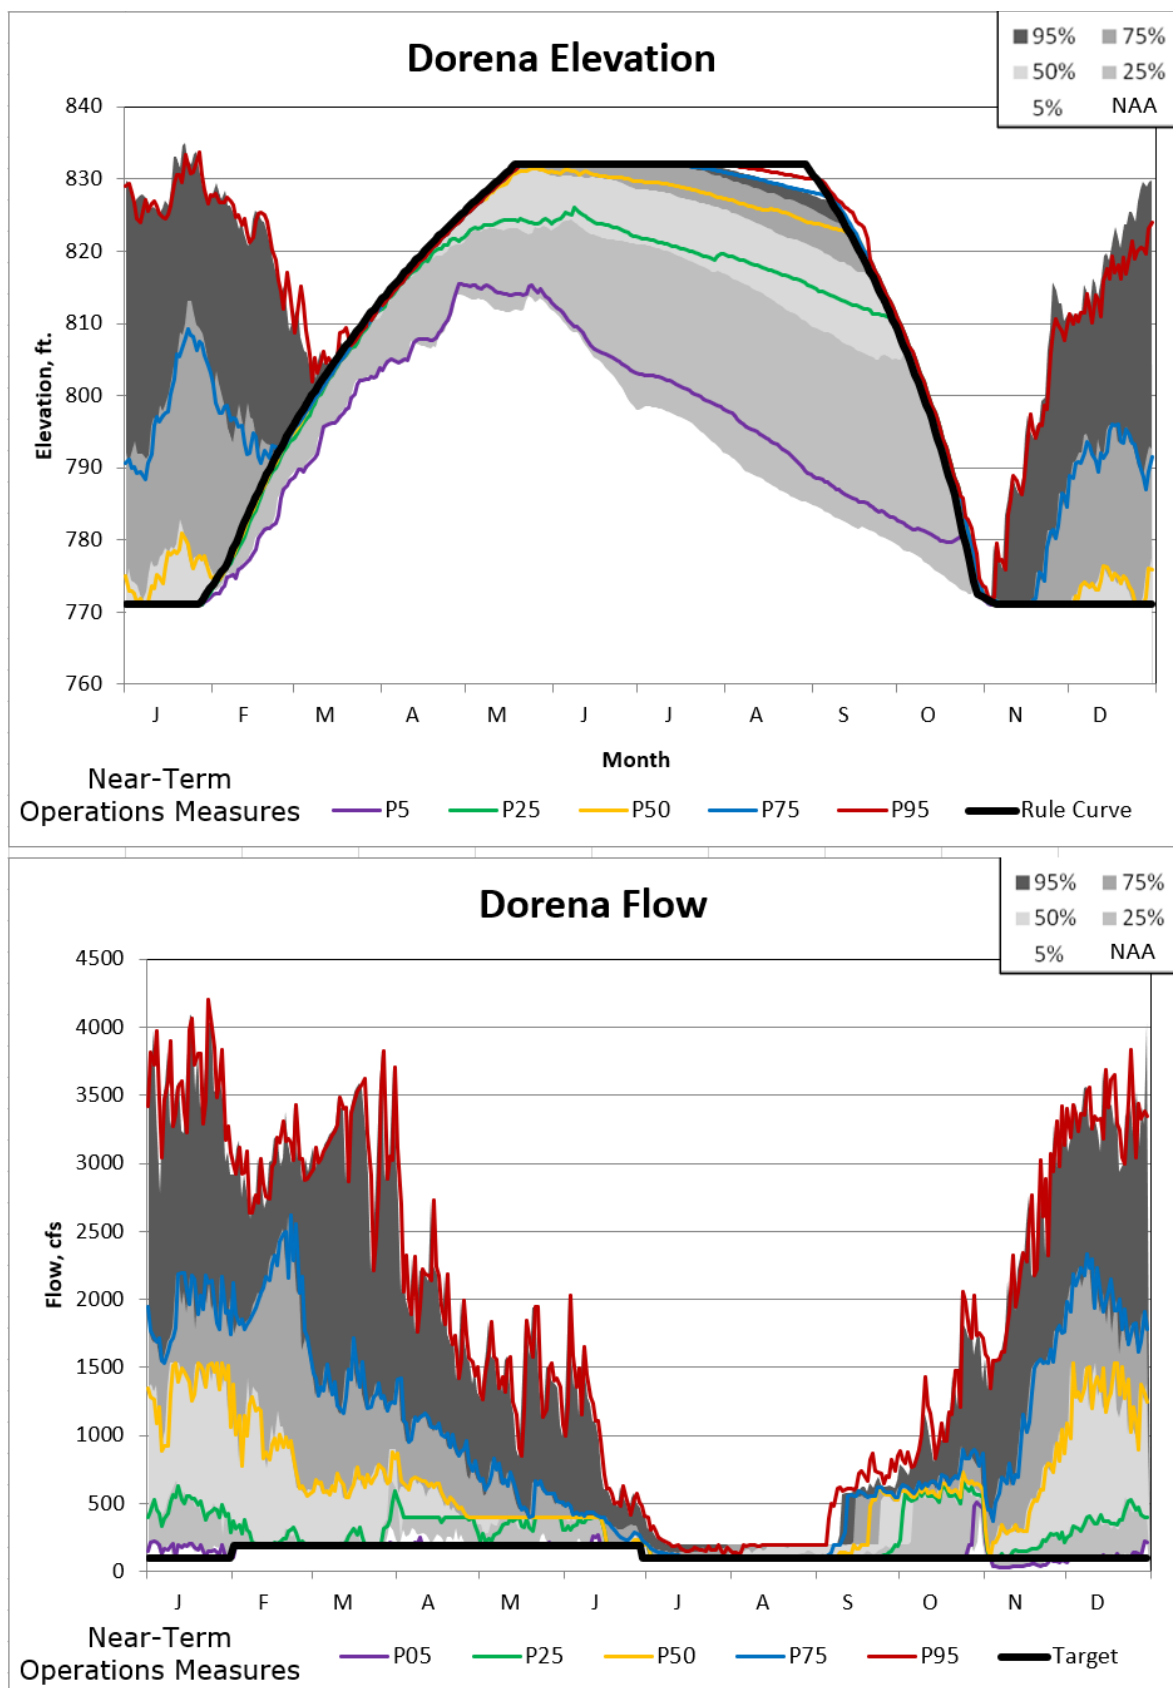 95% 75%
50% 25%
5% NAA
Dorena Elevation
840
830
820
810
800
790
780
770
760
Elevation, ft.
J F M A M J J A S O N D
Month
Near-Term
Operations Measures
P5 P25 P50 P75 P95 Rule Curve
95% 75%
50% 25%
5% NAA
Dorena Flow
4500
4000
3500
3000
2500
2000
1500
1000
500
0
Flow, cfs
J F M A M J J A S O N D
Near-Term
Operations Measures
P05 P25 P50 P75 P95 Target